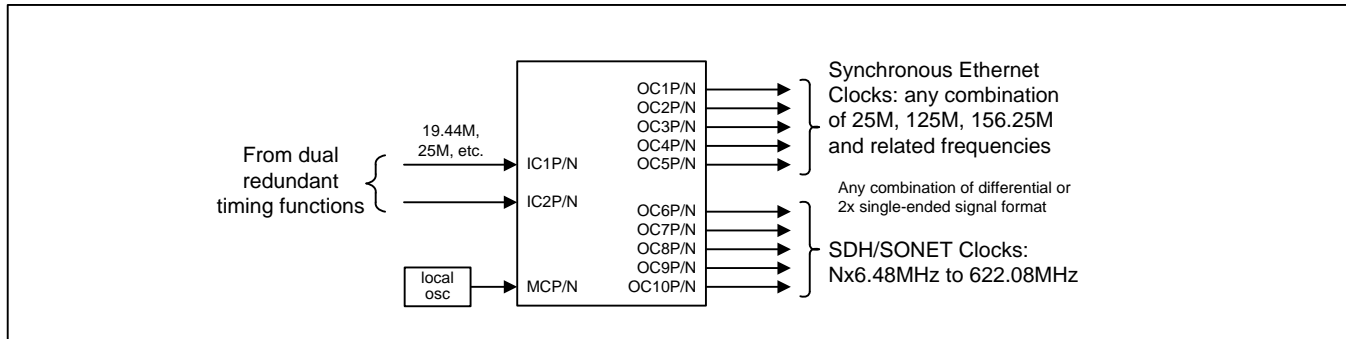 From dual
redundant
timing functions
19.44M,
25M, etc.
IC1P/N
IC2P/N
local
osc
MCP/N
OC1P/N
OC2P/N
OC3P/N
OC4P/N
OC5P/N
OC6P/N
OC7P/N
OC8P/N
OC9P/N
OC10P/N
Synchronous Ethernet
Clocks: any combination
of 25M, 125M, 156.25M
and related frequencies
Any combination of differential or
2x single-ended signal format
SDH/SONET Clocks:
Nx6.48MHz to 622.08MHz